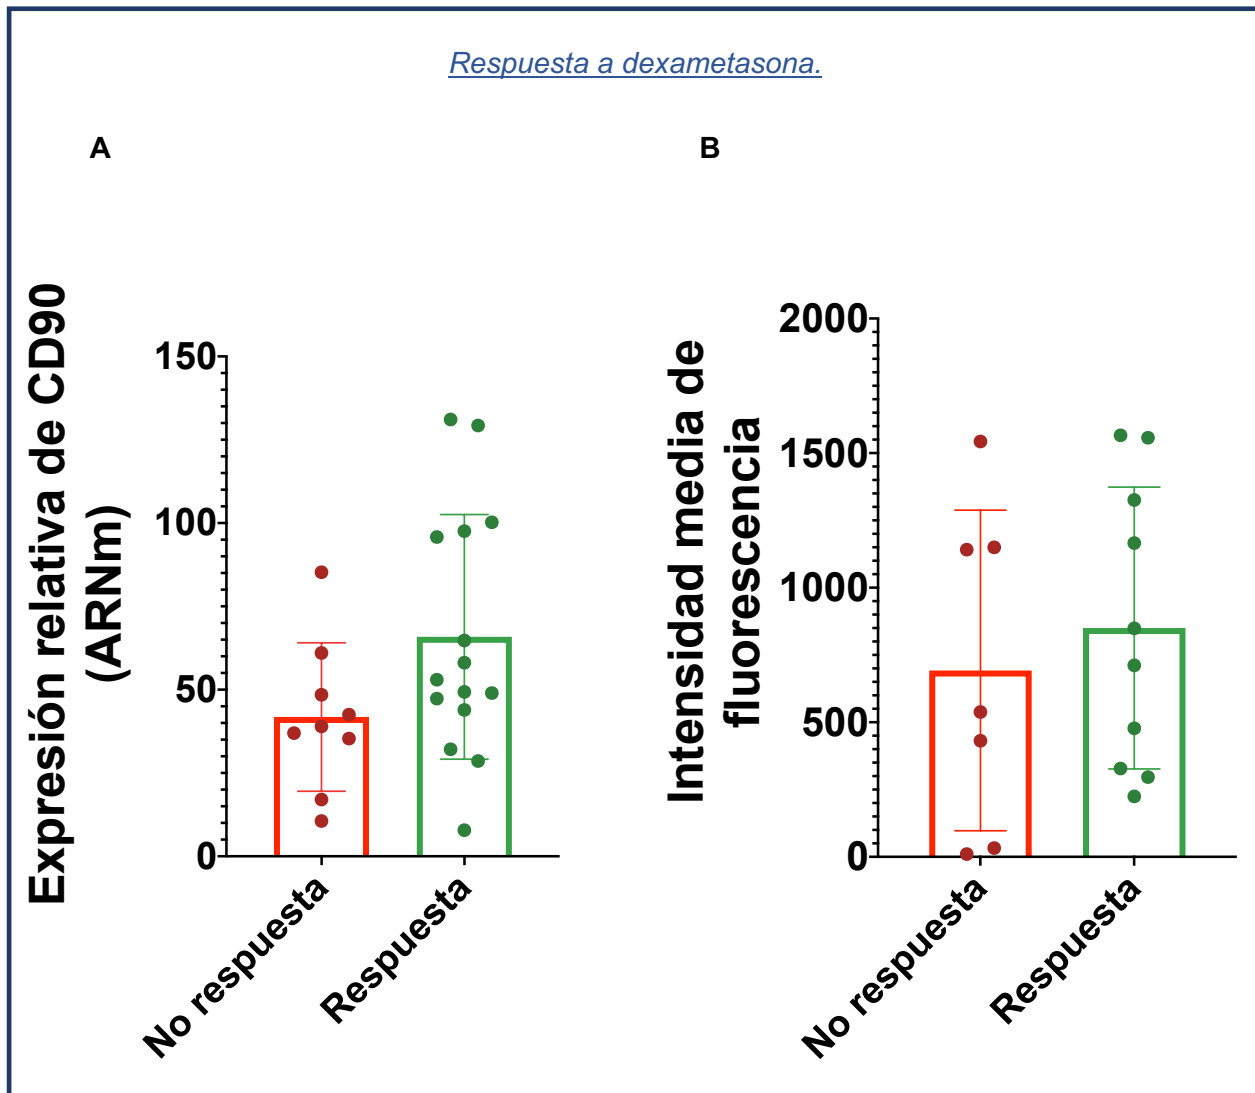 Respuesta a dexametasona.
A
Expresión relativa de CD90
(ARNm)
150
100
50
0
No respuesta
Respuesta
B
Intensidad media de
fluorescencia
2000
1500
1000
500
0
No respuesta
Respuesta